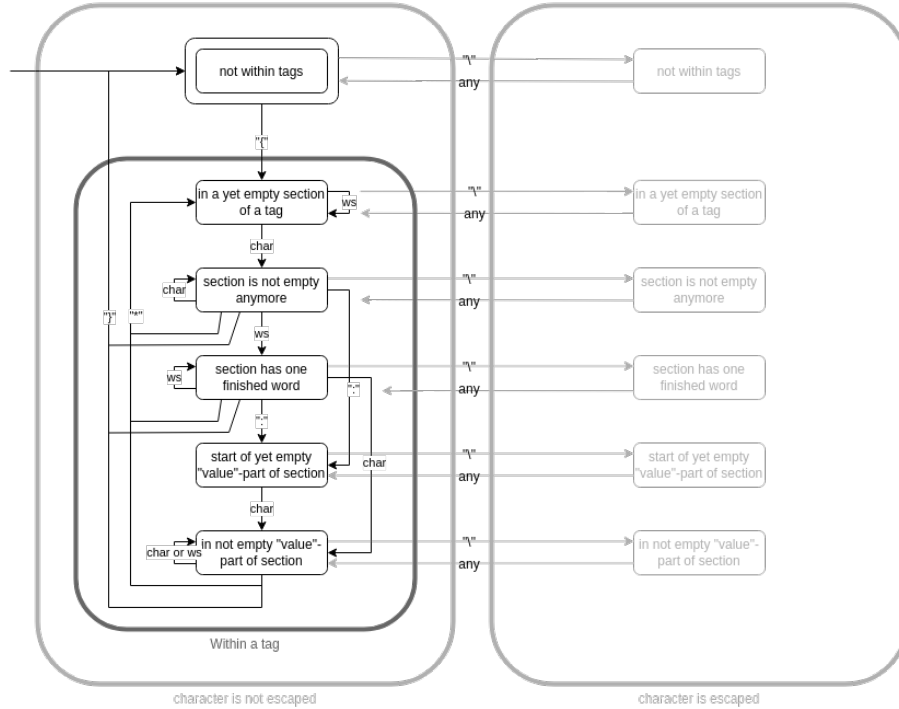 not within tags
"\"
any
not within tags
"{"
in a yet empty section
of a tag
ws
"\"
any
in a yet empty section
of a tag
char
char
section is not empty
anymore
"\"
any
section is not empty
anymore
"}"
"*"
ws
ws
section has one
finished word
":"
"\"
any
section has one
finished word
":"
start of yet empty
"value"-part of section
char
"\"
any
start of yet empty
"value"-part of section
char
char or ws
in not empty "value"-
part of section
"\"
any
in not empty "value"-
part of section
Within a tag
character is not escaped
character is escaped